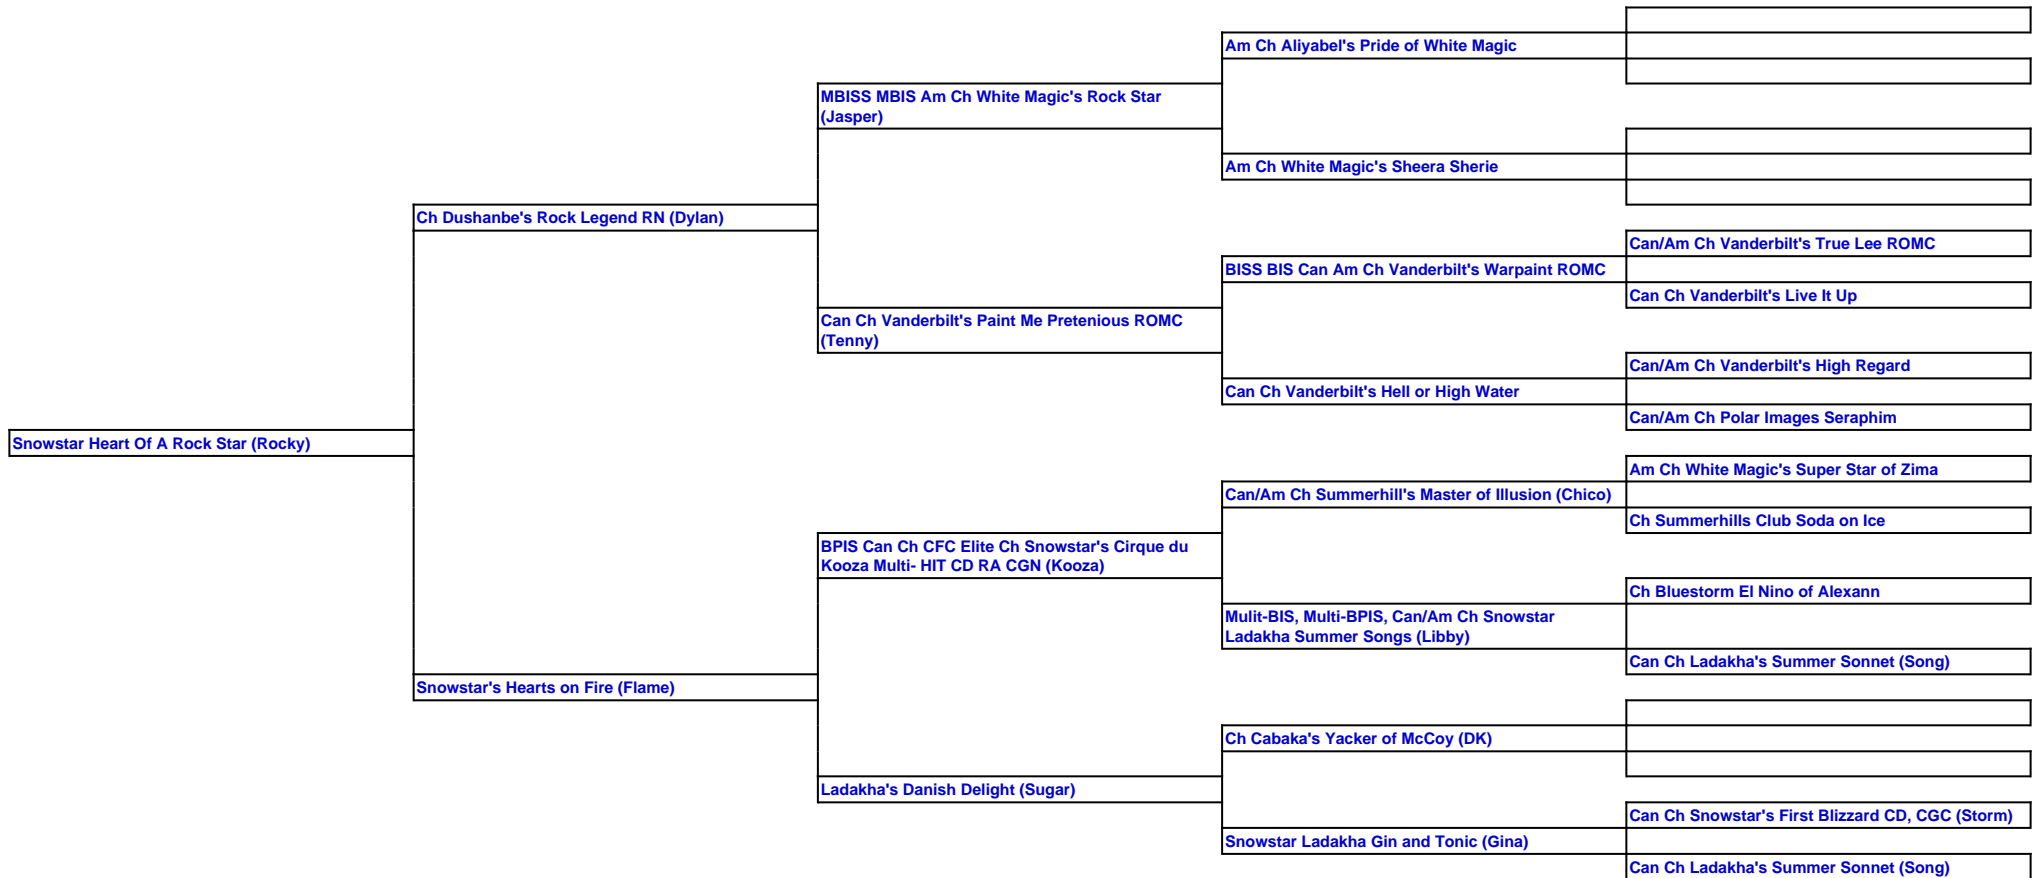 Am Ch Aliyabel's Pride of White Magic
MBISS MBIS Am Ch White Magic's Rock Star
(Jasper)
Am Ch White Magic's Sheera Sherie
Ch Dushanbe's Rock Legend RN (Dylan)
Can/Am Ch Vanderbilt's True Lee ROMC
BISS BIS Can Am Ch Vanderbilt's Warpaint ROMC
Can Ch Vanderbilt's Live It Up
Can Ch Vanderbilt's Paint Me Pretenious ROMC
(Tenny)
Can/Am Ch Vanderbilt's High Regard
Can Ch Vanderbilt's Hell or High Water
Can/Am Ch Polar Images Seraphim
Snowstar Heart Of A Rock Star (Rocky)
Am Ch White Magic's Super Star of Zima
Can/Am Ch Summerhill's Master of Illusion (Chico)
Ch Summerhills Club Soda on Ice
BPIS Can Ch CFC Elite Ch Snowstar's Cirque du
Kooza Multi- HIT CD RA CGN (Kooza)
Ch Bluestorm El Nino of Alexann
Mulit-BIS, Multi-BPIS, Can/Am Ch Snowstar
Ladakha Summer Songs (Libby)
Can Ch Ladakha's Summer Sonnet (Song)
Snowstar's Hearts on Fire (Flame)
Ch Cabaka's Yacker of McCoy (DK)
Ladakha's Danish Delight (Sugar)
Can Ch Snowstar's First Blizzard CD, CGC (Storm)
Snowstar Ladakha Gin and Tonic (Gina)
Can Ch Ladakha's Summer Sonnet (Song)